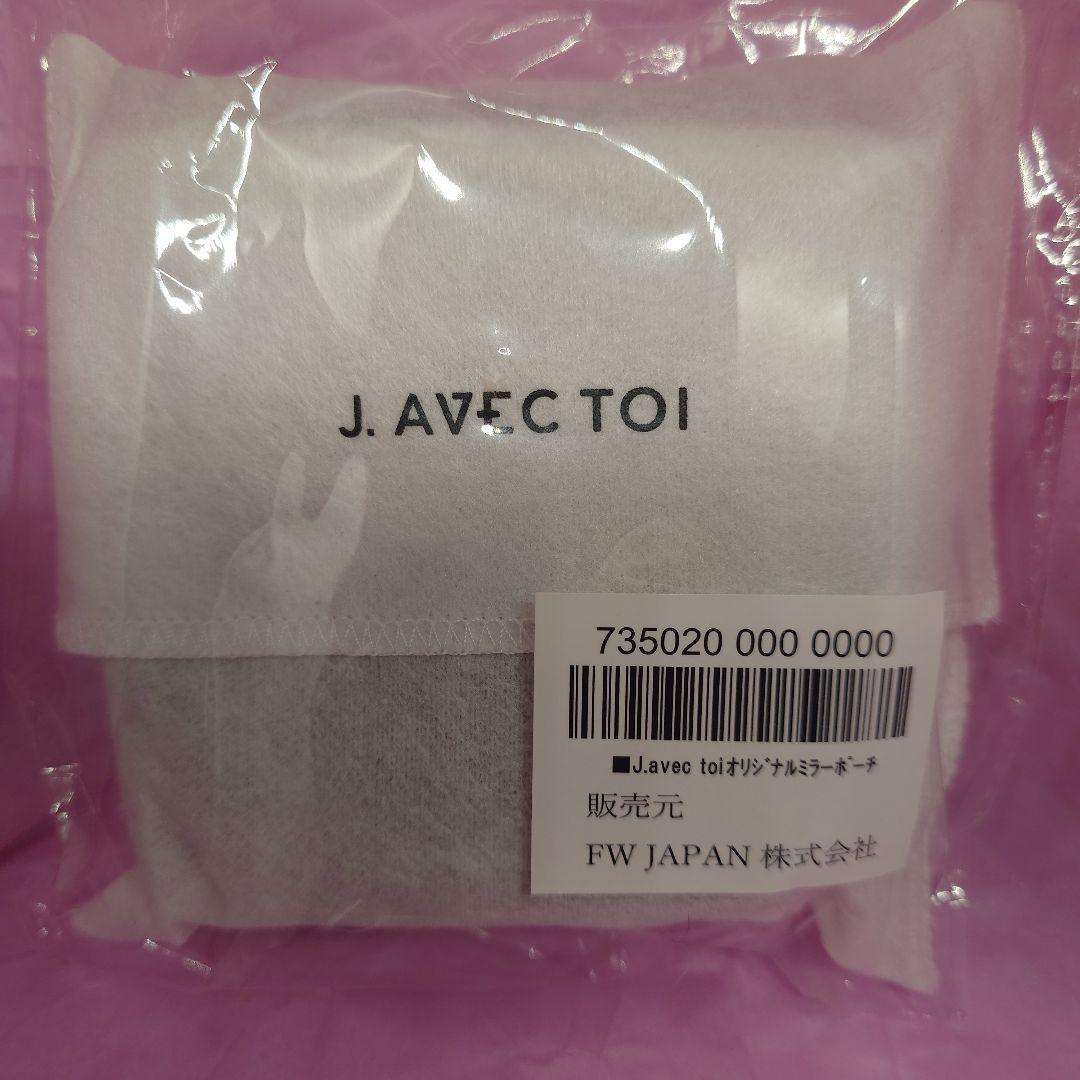 J. AVEC TOI
735020 000 0000
■J.avec toiオリジナルミラーポーチ
販売元
FW JAPAN 株式会社